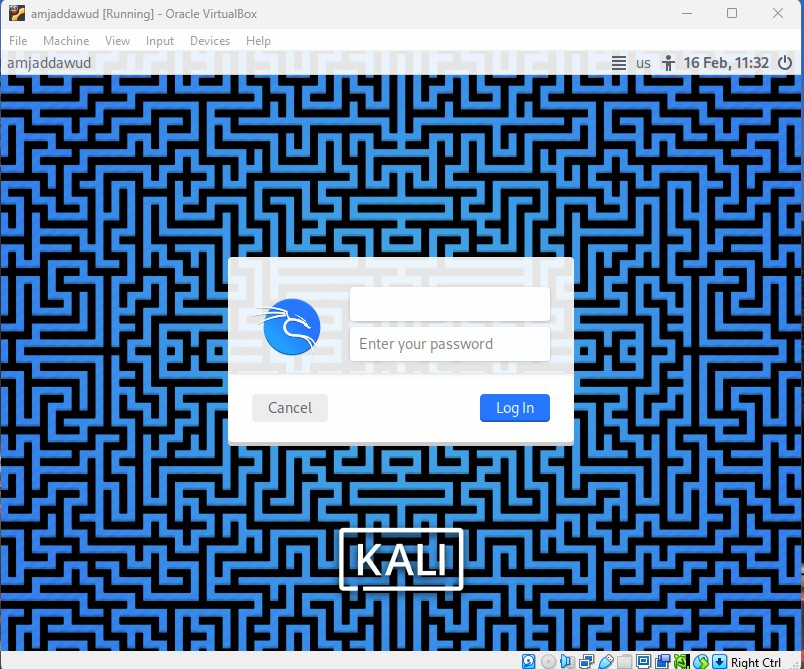 amjaddawud [Running] - Oracle VirtualBox
File Machine View Input Devices Help
amjaddawud us 16 Feb, 11:32
Enter your password
Cancel Log In
KALI
Right Ctrl